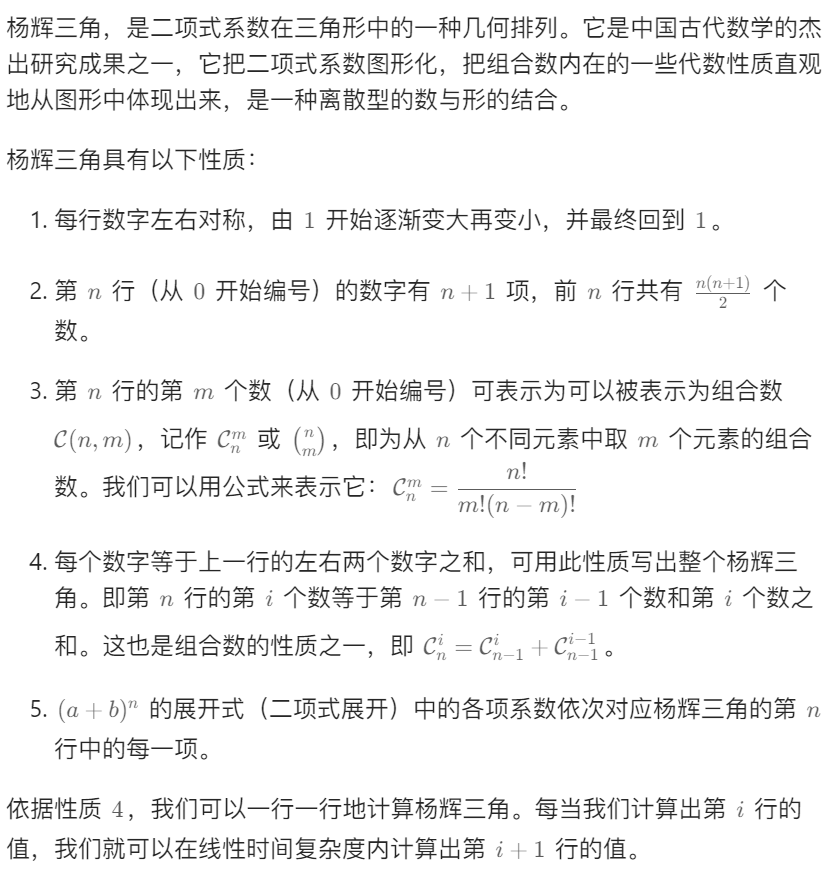 杨辉三角，是二项式系数在三角形中的一种几何排列。它是中国古代数学的杰
出研究成果之一，它把二项式系数图形化，把组合数内在的一些代数性质直观
地从图形中体现出来，是一种离散型的数与形的结合。
杨辉三角具有以下性质：
1. 每行数字左右对称，由 1 开始逐渐变大再变小，并最终回到 1。
2. 第 n 行（从 0 开始编号）的数字有 n + 1 项，前 n 行共有 $\frac{n(n+1)}{2}$ 个
数。
3. 第 n 行的第 m 个数（从 0 开始编号）可表示为可以被表示为组合数
$\mathcal{C}(n, m)$，记作 $\mathcal{C}_n^m$ 或 $\binom{n}{m}$，即为从 n 个不同元素中取 m 个元素的组合
数。我们可以用公式来表示它：$\mathcal{C}_n^m = \dfrac{n!}{m!(n-m)!}$
4. 每个数字等于上一行的左右两个数字之和，可用此性质写出整个杨辉三
角。即第 n 行的第 i 个数等于第 n − 1 行的第 i − 1 个数和第 i 个数之
和。这也是组合数的性质之一，即 $\mathcal{C}_n^i = \mathcal{C}_{n-1}^i + \mathcal{C}_{n-1}^{i-1}$。
5. $(a + b)^n$ 的展开式（二项式展开）中的各项系数依次对应杨辉三角的第 n
行中的每一项。
依据性质 4，我们可以一行一行地计算杨辉三角。每当我们计算出第 i 行的
值，我们就可以在线性时间复杂度内计算出第 i + 1 行的值。